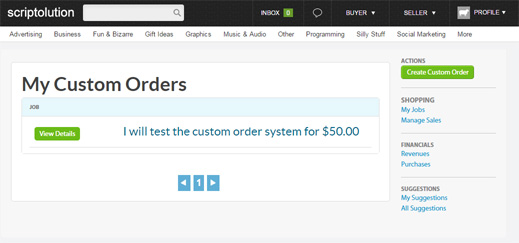 scriptolution
INBOX 0
BUYER
SELLER
PROFILE
Advertising Business Fun & Bizarre Gift Ideas Graphics Music & Audio Other Programming Silly Stuff Social Marketing More
My Custom Orders
JOB
View Details
I will test the custom order system for $50.00
1
ACTIONS
Create Custom Order
SHOPPING
My Jobs
Manage Sales
FINANCIALS
Revenues
Purchases
SUGGESTIONS
My Suggestions
All Suggestions